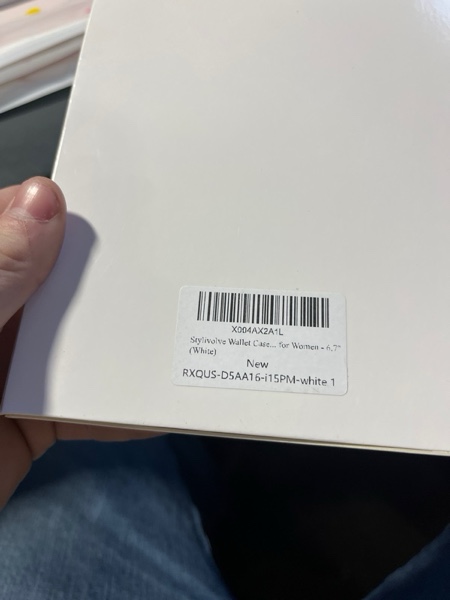 X004AX2A1L
Stylivolve Wallet Case... for Women - 6.7"
(White)
New
RXQUS-D5AA16-i15PM-white 1